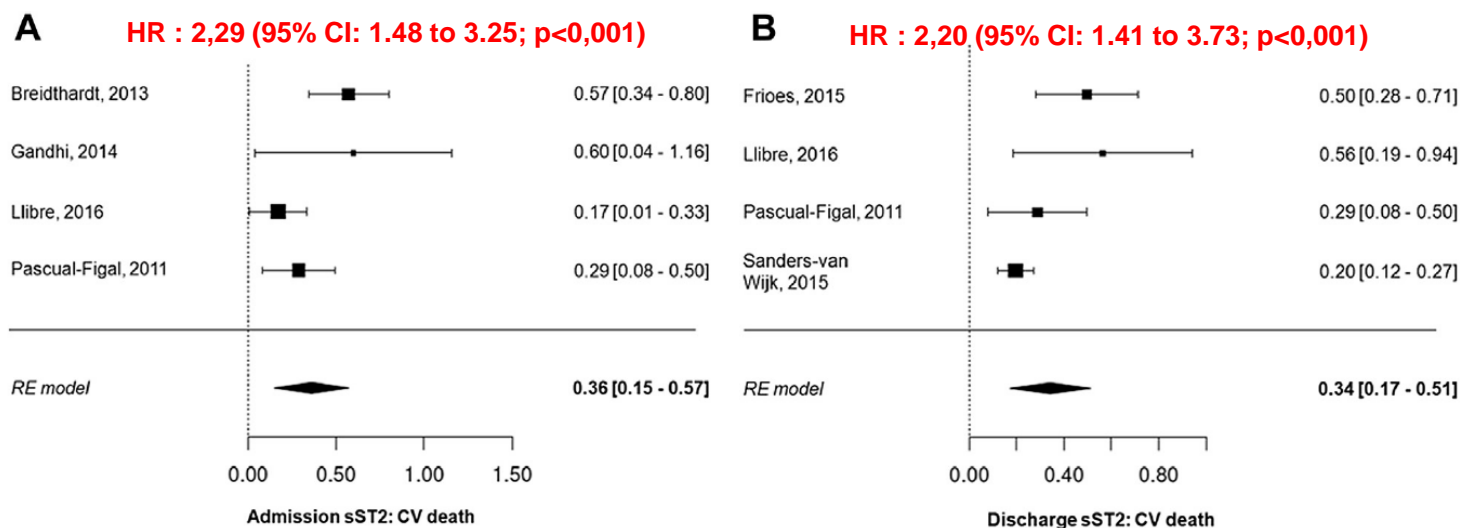 A
HR : 2,29 (95% CI: 1.48 to 3.25; p<0,001)
Breidthardt, 2013
0.57 [0.34 - 0.80]
Gandhi, 2014
0.60 [0.04 - 1.16]
Llibre, 2016
0.17 [0.01 - 0.33]
Pascual-Figal, 2011
0.29 [0.08 - 0.50]
RE model
0.36 [0.15 - 0.57]
0.00 0.50 1.00 1.50
Admission sST2: CV death
B
HR : 2,20 (95% CI: 1.41 to 3.73; p<0,001)
Frioes, 2015
0.50 [0.28 - 0.71]
Llibre, 2016
0.56 [0.19 - 0.94]
Pascual-Figal, 2011
0.29 [0.08 - 0.50]
Sanders-van
Wijk, 2015
0.20 [0.12 - 0.27]
RE model
0.34 [0.17 - 0.51]
0.00 0.40 0.80
Discharge sST2: CV death